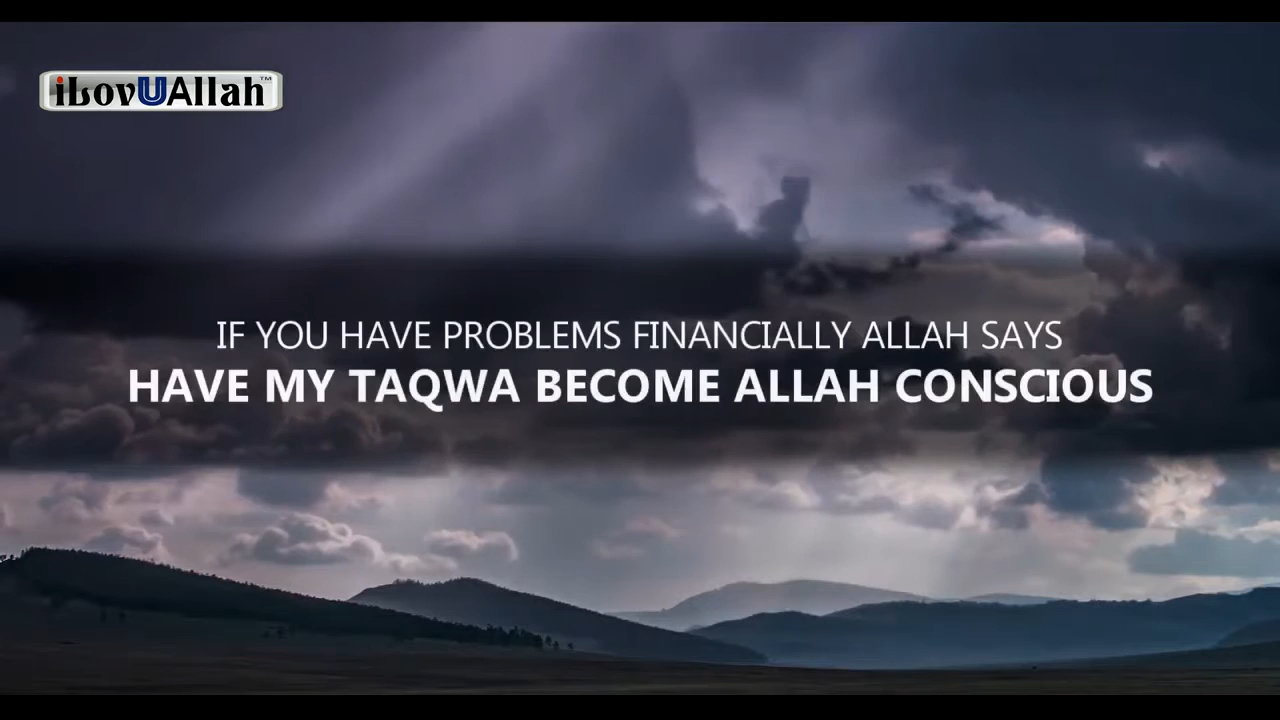 iLovUAllah™
IF YOU HAVE PROBLEMS FINANCIALLY ALLAH SAYS
HAVE MY TAQWA BECOME ALLAH CONSCIOUS